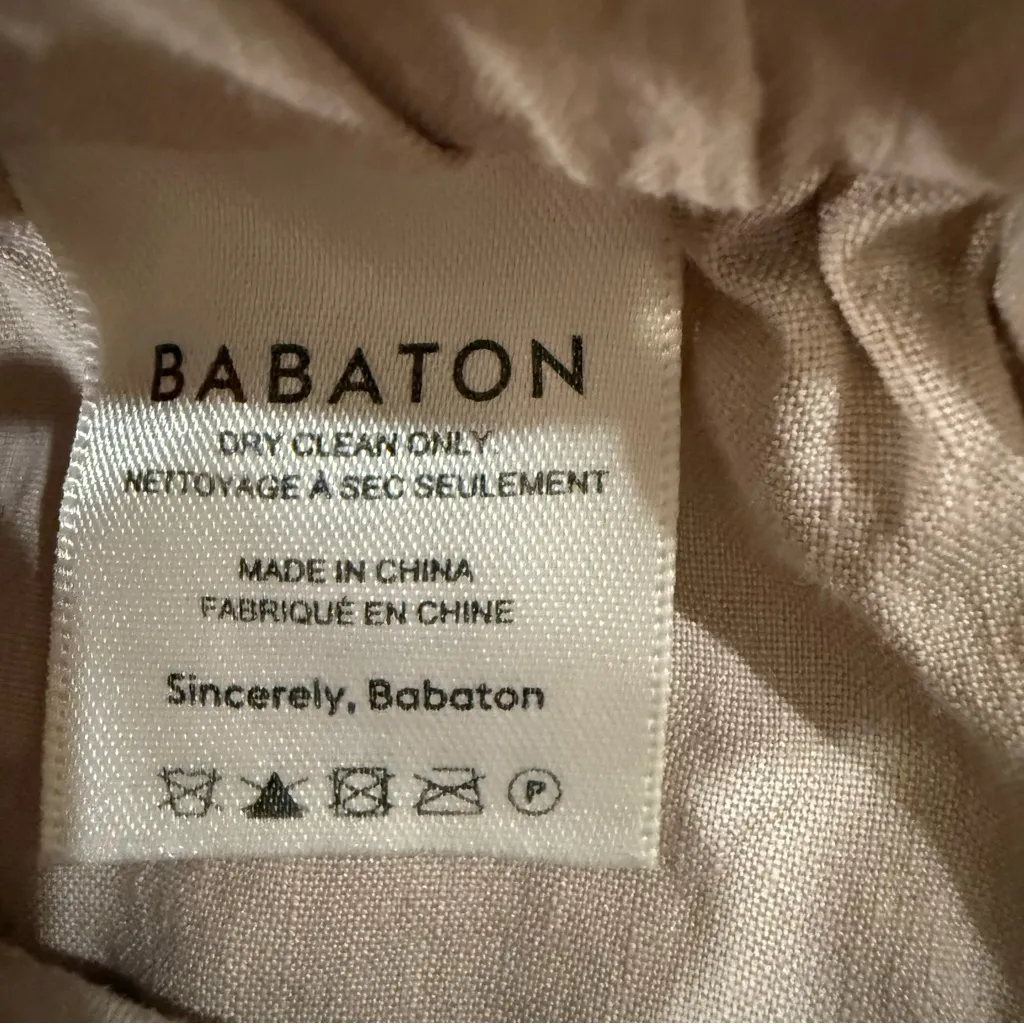 BABATON
DRY CLEAN ONLY.
NETTOYAGE À SEC SEULEMENT
MADE IN CHINA
FABRIQUÉ EN CHINE
Sincerely, Babaton
P